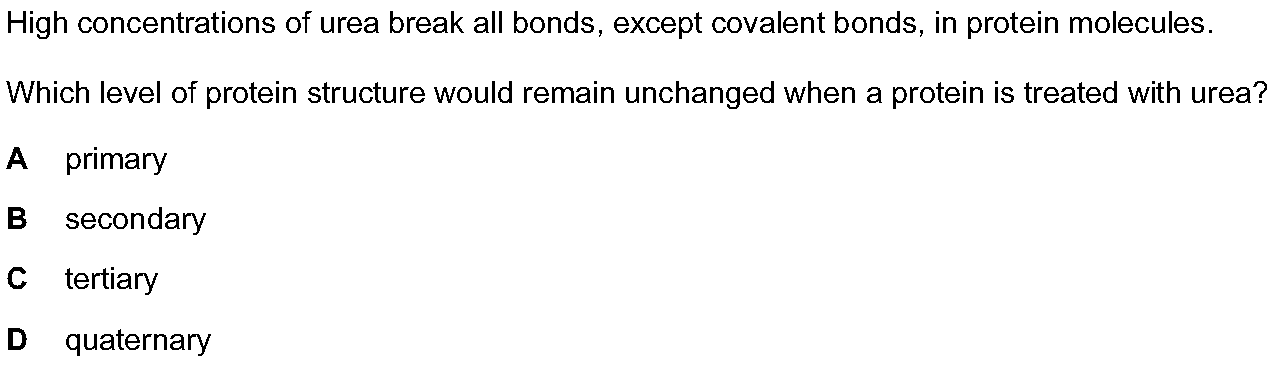 High concentrations of urea break all bonds, except covalent bonds, in protein molecules.
Which level of protein structure would remain unchanged when a protein is treated with urea?
A primary
B secondary
C tertiary
D quaternary